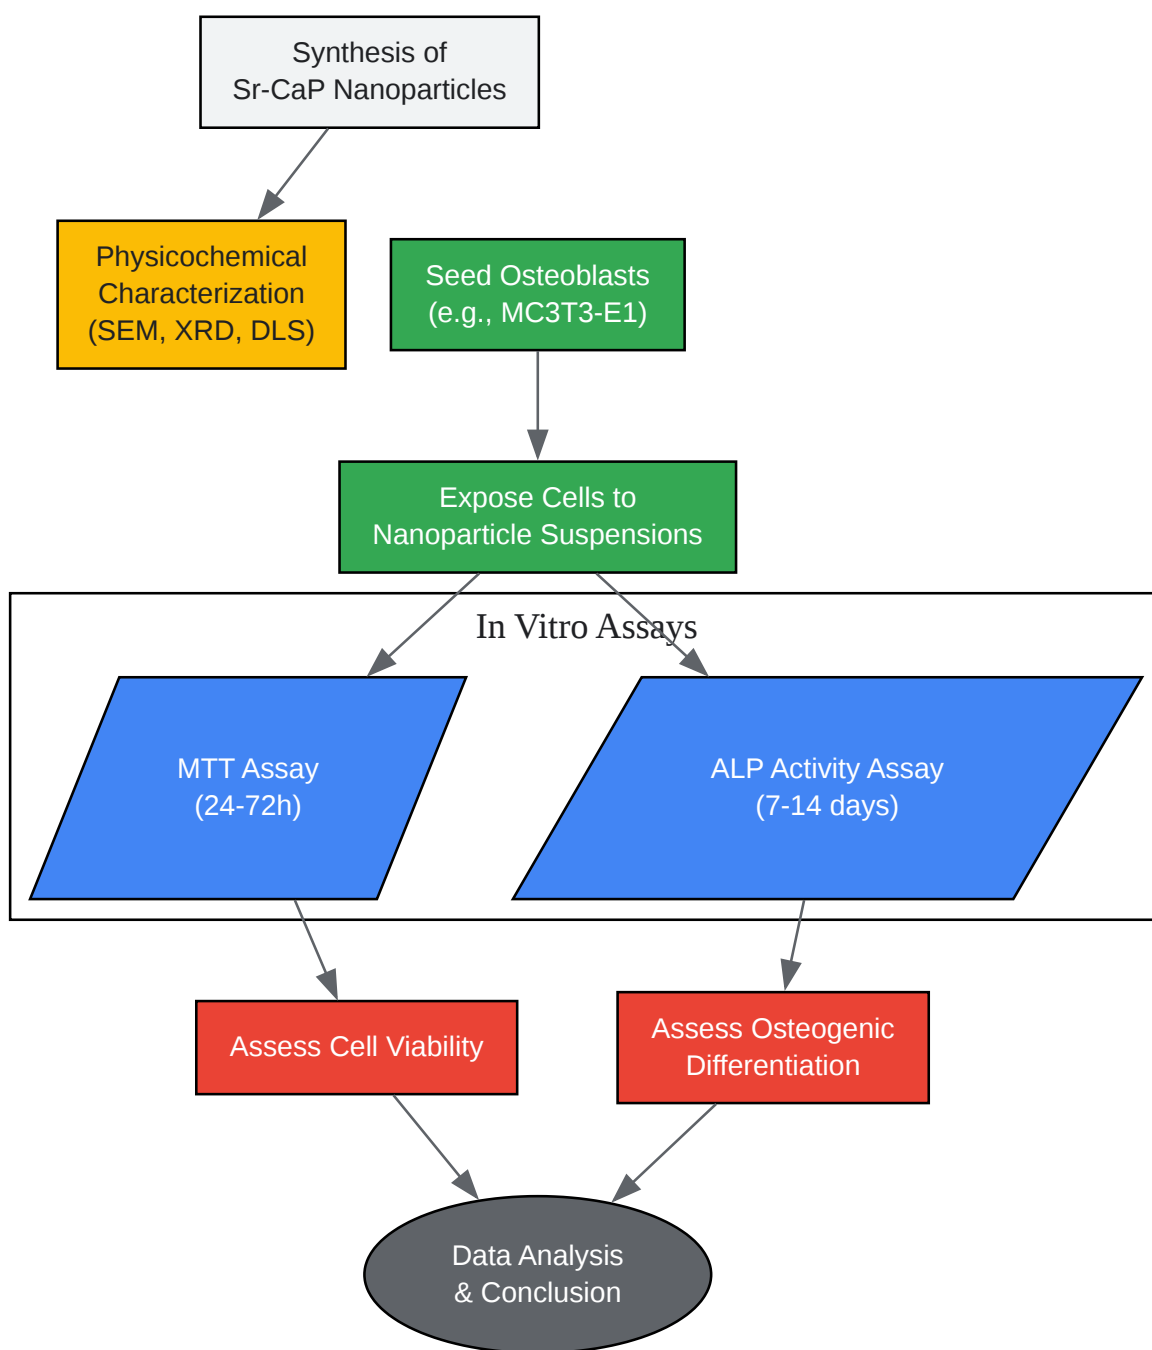 Synthesis of
Sr-CaP Nanoparticles
Physicochemical
Characterization
(SEM, XRD, DLS)
Seed Osteoblasts
(e.g., MC3T3-E1)
Expose Cells to
Nanoparticle Suspensions
In Vitro Assays
MTT Assay
(24-72h)
ALP Activity Assay
(7-14 days)
Assess Cell Viability
Assess Osteogenic
Differentiation
Data Analysis
& Conclusion